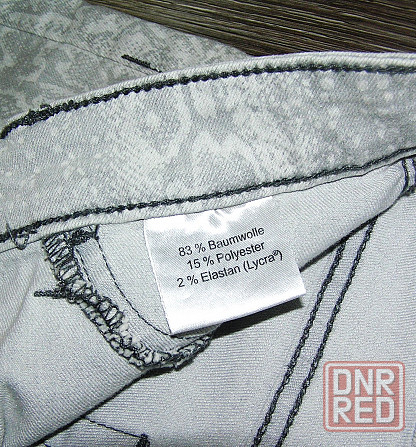 83 % Baumwolle
15 % Polyester
2 % Elastan (Lycra®)
DNR
RED